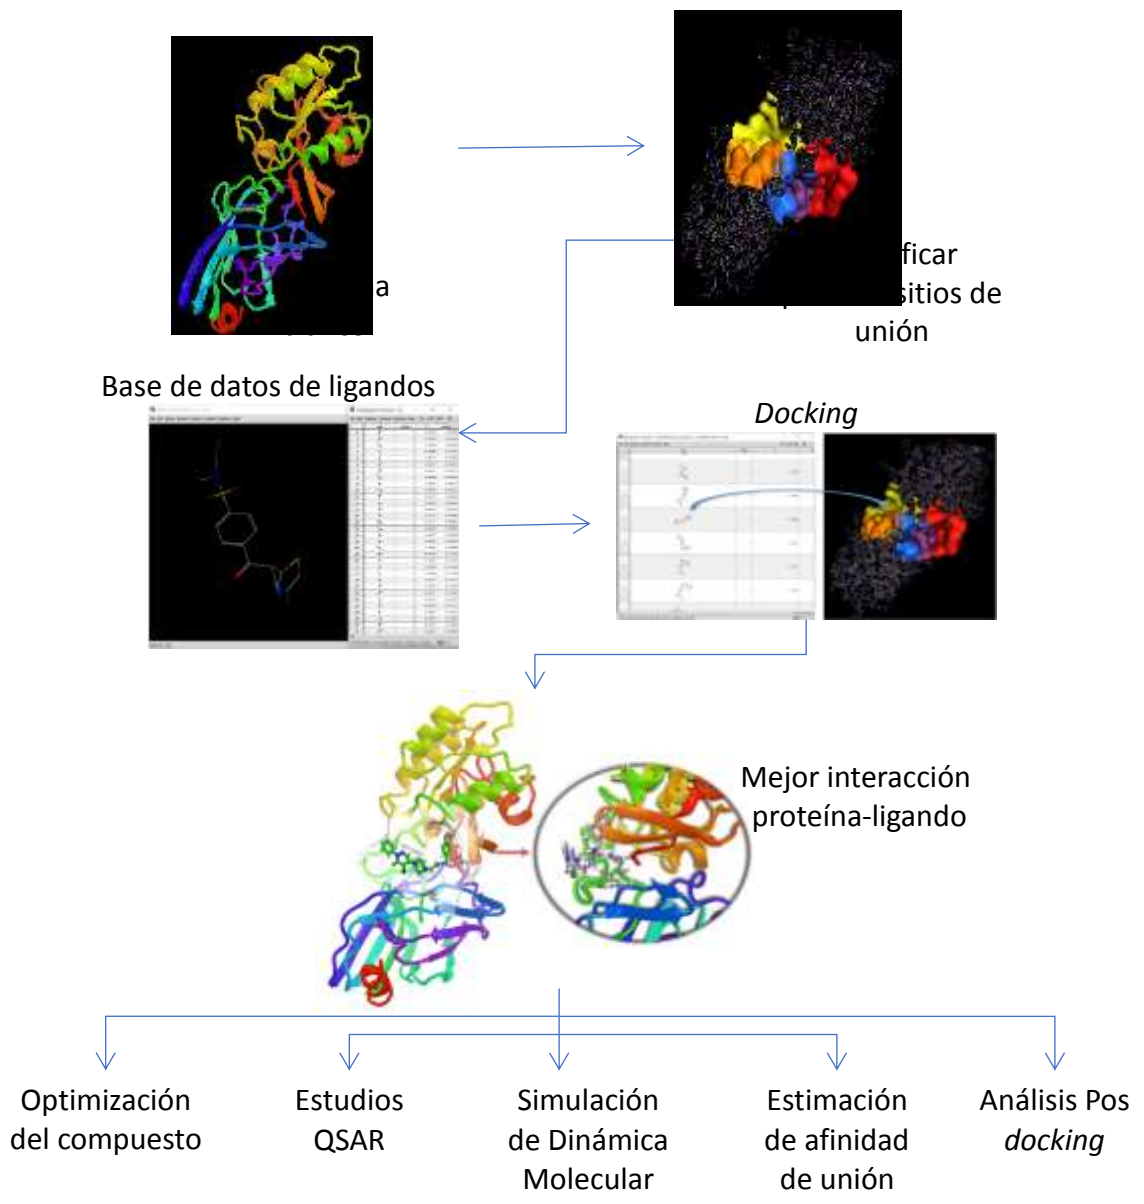 a
ficar
sitios de
unión
Base de datos de ligandos
Docking
Mejor interacción
proteína-ligando
Optimización
del compuesto
Estudios
QSAR
Simulación
de Dinámica
Molecular
Estimación
de afinidad
de unión
Análisis Pos
docking